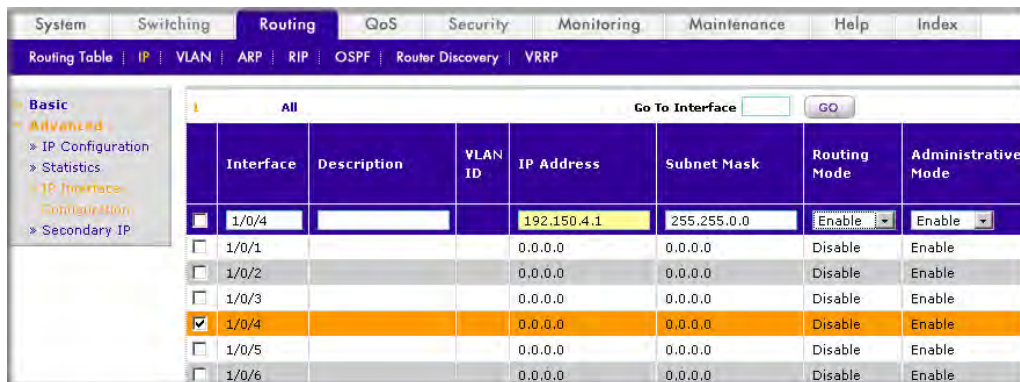 System Switching Routing QoS Security Monitoring Maintenance Help Index
Routing Table | IP | VLAN | ARP | RIP | OSPF | Router Discovery | VRRP
Basic
Advanced
» IP Configuration
» Statistics
» IP Interface
Configuration
» Secondary IP
1 All Go To Interface GO
Interface Description VLAN ID IP Address Subnet Mask Routing Mode Administrative Mode
1/0/4 192.150.4.1 255.255.0.0 Enable Enable
1/0/1 0.0.0.0 0.0.0.0 Disable Enable
1/0/2 0.0.0.0 0.0.0.0 Disable Enable
1/0/3 0.0.0.0 0.0.0.0 Disable Enable
1/0/4 0.0.0.0 0.0.0.0 Disable Enable
1/0/5 0.0.0.0 0.0.0.0 Disable Enable
1/0/6 0.0.0.0 0.0.0.0 Disable Enable